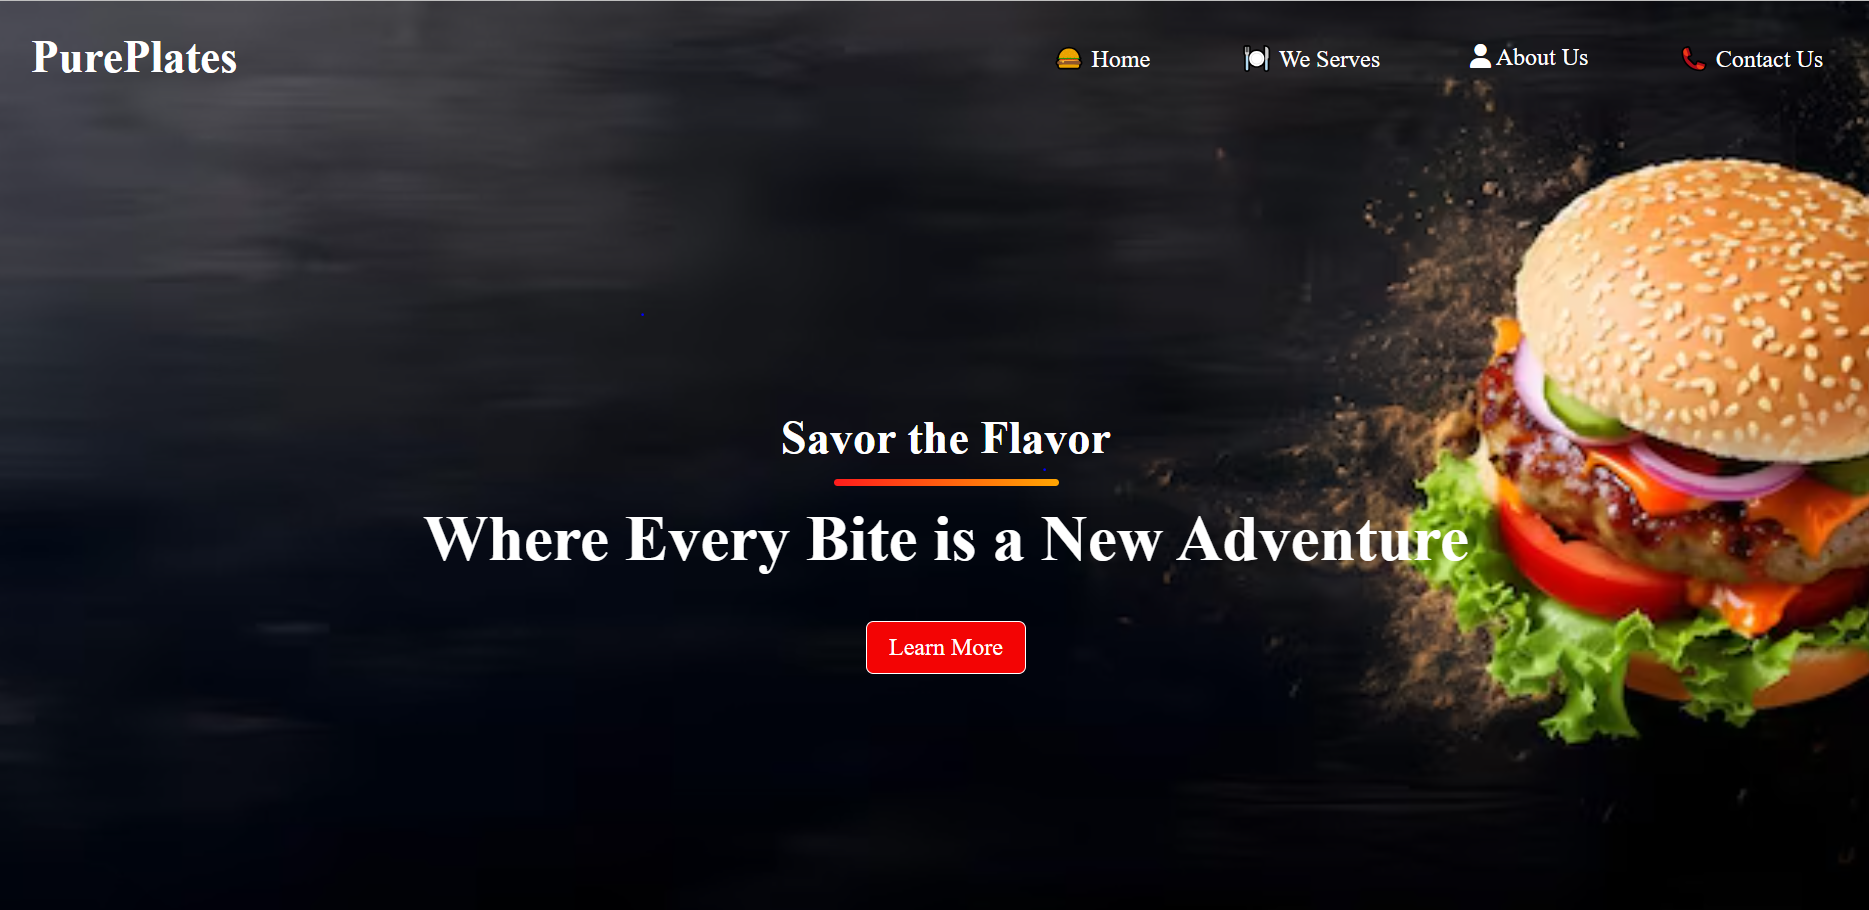 PurePlates
Home
We Serves
About Us
Contact Us
Savor the Flavor
Where Every Bite is a New Adventure
Learn More